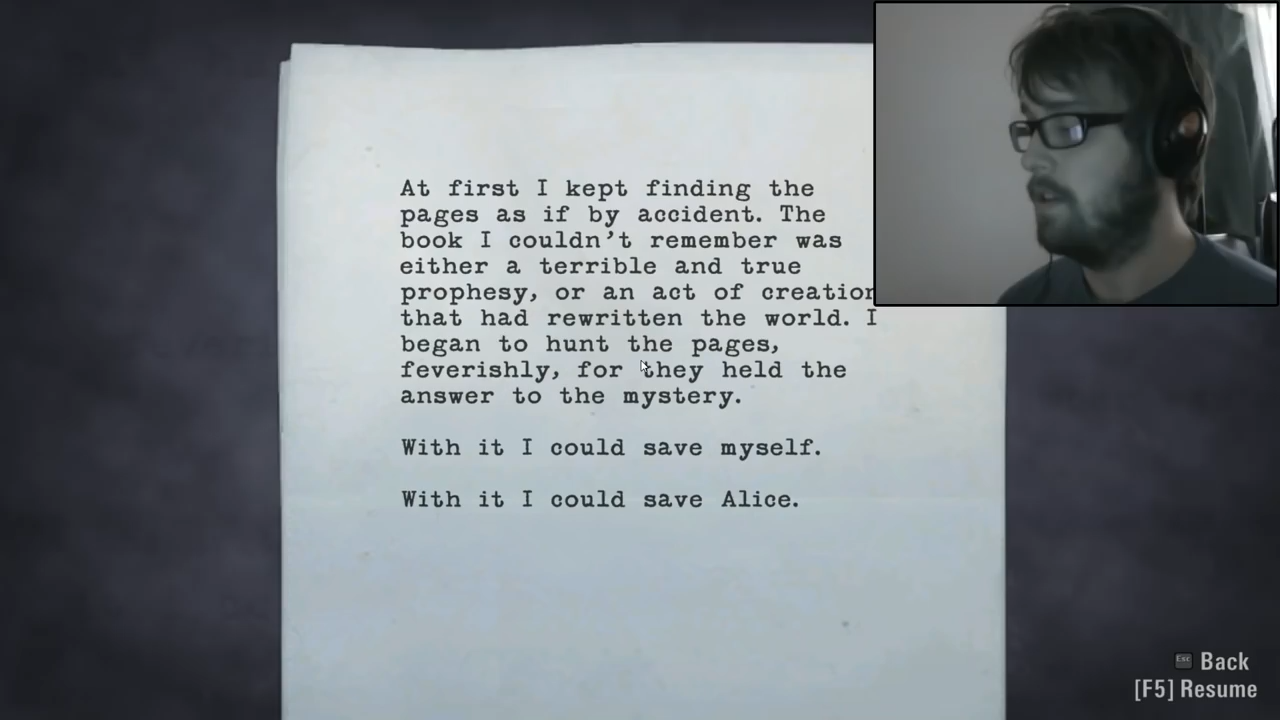 At first I kept finding the
pages as if by accident. The
book I couldn't remember was
either a terrible and true
prophesy, or an act of creation
that had rewritten the world. I
began to hunt the pages,
feverishly, for they held the
answer to the mystery.
With it I could save myself.
With it I could save Alice.
Esc Back
[F5] Resume